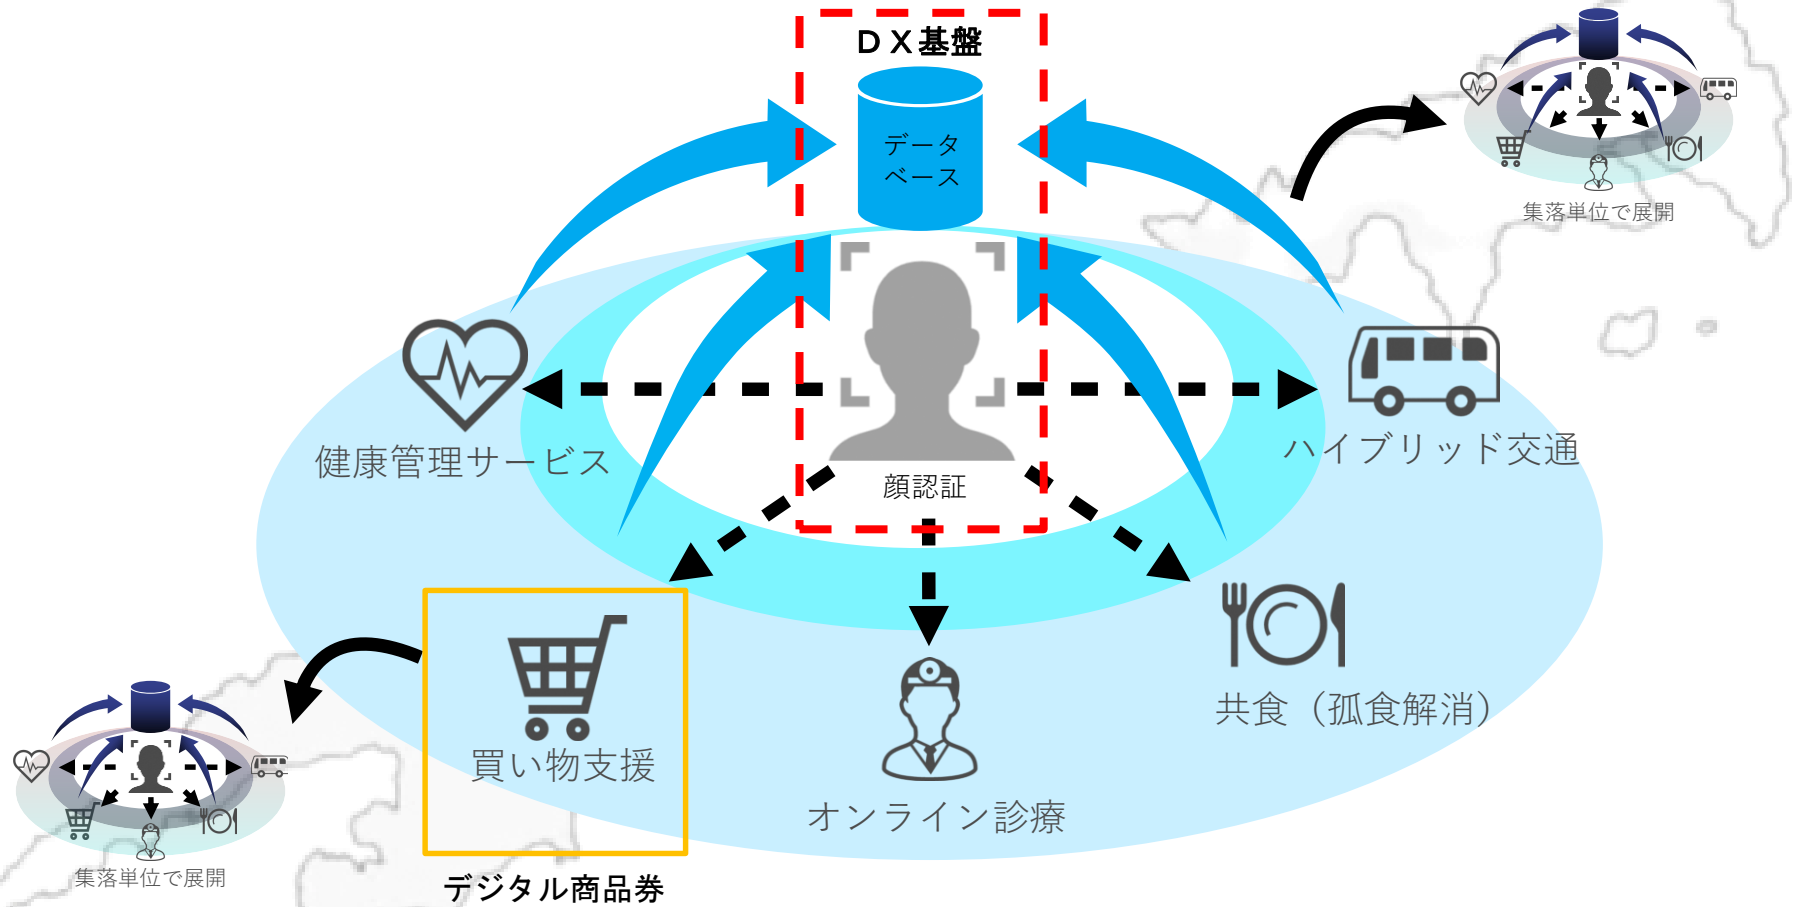 ＤＸ基盤
データ
ベース
集落単位で展開
健康管理サービス
ハイブリッド交通
顔認証
共食（孤食解消）
買い物支援
オンライン診療
集落単位で展開
デジタル商品券